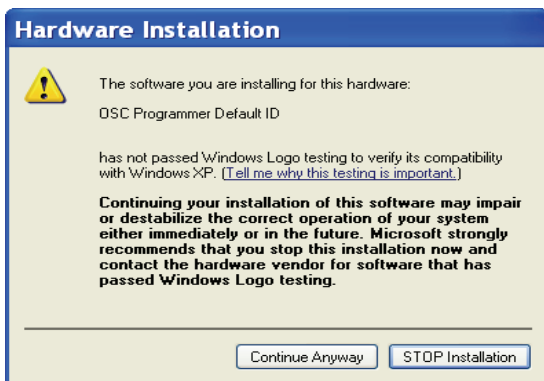 Hardware Installation
The software you are installing for this hardware:
OSC Programmer Default ID
has not passed Windows Logo testing to verify its compatibility
with Windows XP. (Tell me why this testing is important.)
Continuing your installation of this software may impair
or destabilize the correct operation of your system
either immediately or in the future. Microsoft strongly
recommends that you stop this installation now and
contact the hardware vendor for software that has
passed Windows Logo testing.
Continue Anyway
STOP Installation